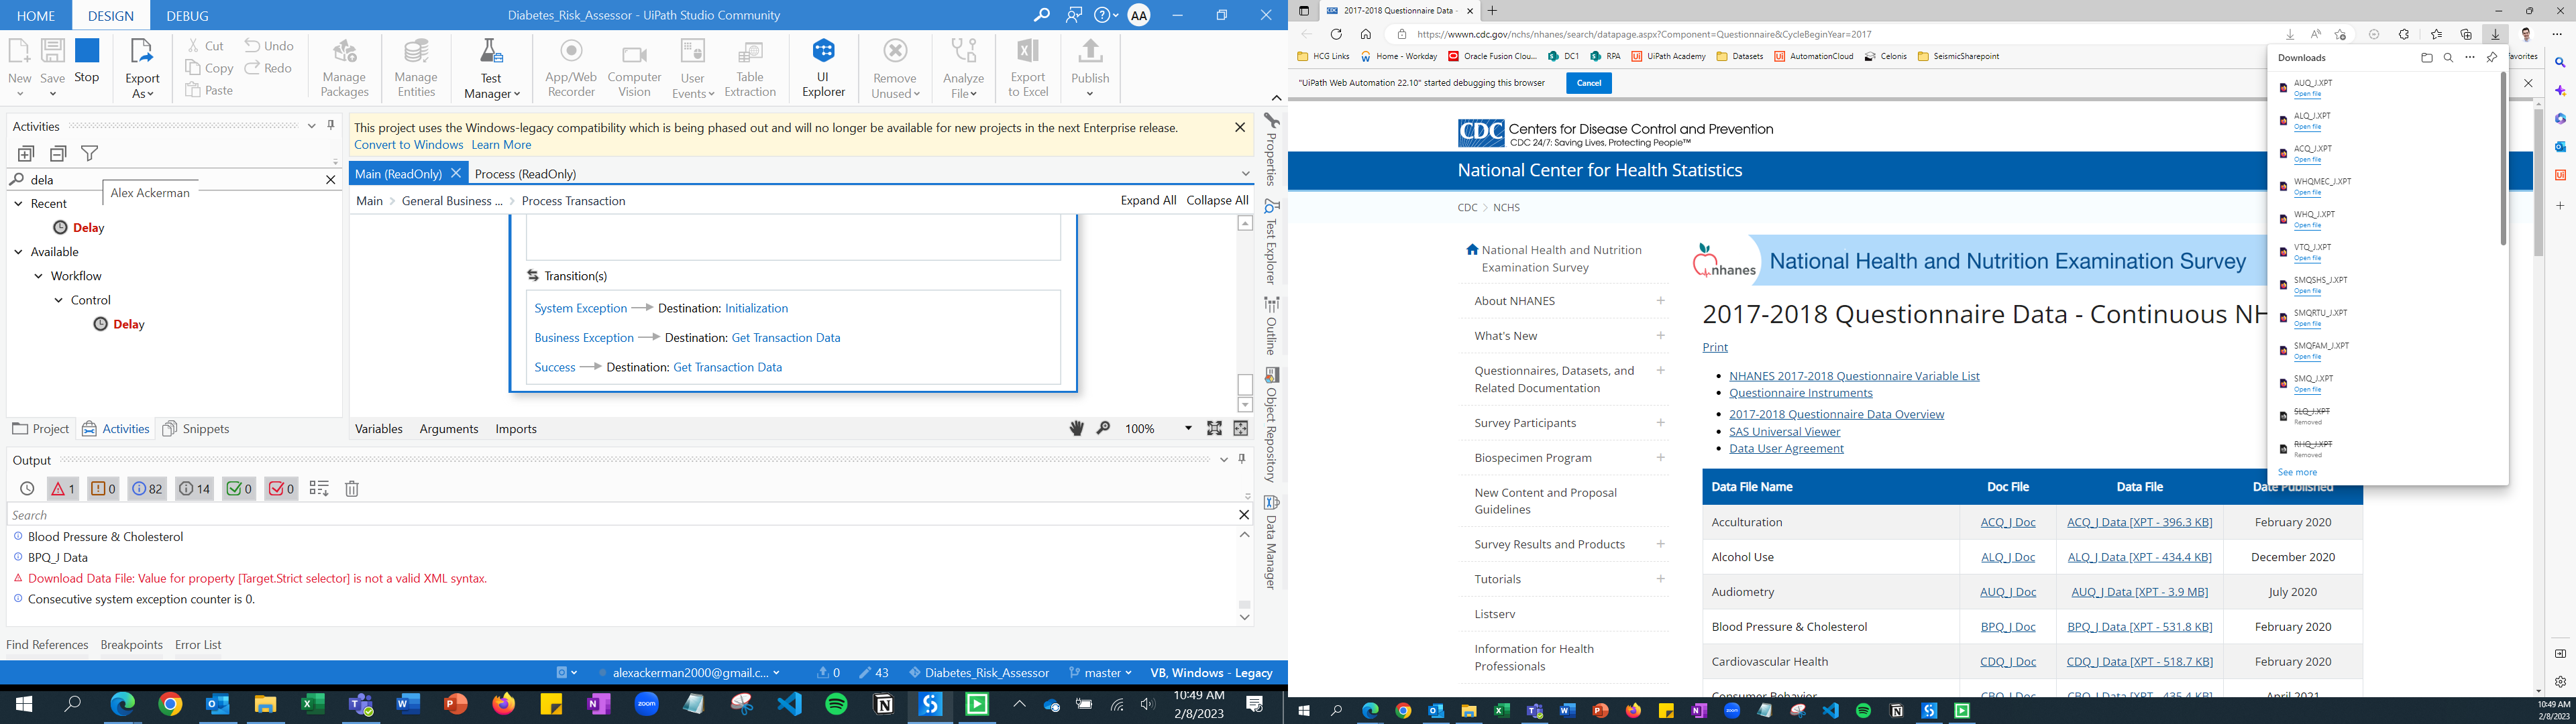 HOME DESIGN DEBUG
Diabetes_Risk_Assessor - UiPath Studio Community
AA
New
Save
Stop
Export As
Cut
Copy
Paste
Undo
Redo
Manage Packages
Manage Entities
Test Manager
App/Web Recorder
Computer Vision
User Events
Table Extraction
UI Explorer
Remove Unused
Analyze File
Export to Excel
Publish
Activities
dela
Alex Ackerman
Recent
Delay
Available
Workflow
Control
Delay
Project
Activities
Snippets
This project uses the Windows-legacy compatibility which is being phased out and will no longer be available for new projects in the next Enterprise release.
Convert to Windows Learn More
Main (ReadOnly)
Process (ReadOnly)
Main > General Business ... > Process Transaction
Expand All Collapse All
Transition(s)
System Exception Destination: Initialization
Business Exception Destination: Get Transaction Data
Success Destination: Get Transaction Data
Variables Arguments Imports
100%
Properties
Test Explorer
Outline
Object Repository
Data Manager
Output
1 0 82 14 0 0
Search
Blood Pressure & Cholesterol
BPQ_J Data
Download Data File: Value for property [Target.Strict selector] is not a valid XML syntax.
Consecutive system exception counter is 0.
Find References Breakpoints Error List
alexackerman2000@gmail.c...
0
43
Diabetes_Risk_Assessor
master
VB, Windows - Legacy
zoom
10:49 AM
2/8/2023
2017-2018 Questionnaire Data -
https://wwwn.cdc.gov/nchs/nhanes/search/datapage.aspx?Component=Questionnaire&CycleBeginYear=2017
HCG Links
Home - Workday
Oracle Fusion Clou...
DC1
RPA
UiPath Academy
Datasets
AutomationCloud
Celonis
SeismicSharepoint
favorites
"UiPath Web Automation 22.10" started debugging this browser
Cancel
CDC Centers for Disease Control and Prevention
CDC 24/7: Saving Lives, Protecting People™
National Center for Health Statistics
CDC > NCHS
National Health and Nutrition
Examination Survey
About NHANES
What's New
Questionnaires, Datasets, and
Related Documentation
Survey Participants
Biospecimen Program
New Content and Proposal
Guidelines
Survey Results and Products
Tutorials
Listserv
Information for Health
Professionals
nhanes
National Health and Nutrition Examination Survey
2017-2018 Questionnaire Data - Continuous NH
Print
NHANES 2017-2018 Questionnaire Variable List
Questionnaire Instruments
2017-2018 Questionnaire Data Overview
SAS Universal Viewer
Data User Agreement
Data File Name Doc File Data File Date Published
Acculturation ACQ_J Doc ACQ_J Data [XPT - 396.3 KB] February 2020
Alcohol Use ALQ_J Doc ALQ_J Data [XPT - 434.4 KB] December 2020
Audiometry AUQ_J Doc AUQ_J Data [XPT - 3.9 MB] July 2020
Blood Pressure & Cholesterol BPQ_J Doc BPQ_J Data [XPT - 531.8 KB] February 2020
Cardiovascular Health CDQ_J Doc CDQ_J Data [XPT - 518.7 KB] February 2020
Consumer Behavior CBQ_J Doc CBQ_J Data [XPT - 435.4 KB] April 2021
Downloads
AUQ_J.XPT
Open file
ALQ_J.XPT
Open file
ACQ_J.XPT
Open file
WHQMEC_J.XPT
Open file
WHQ_J.XPT
Open file
VTQ_J.XPT
Open file
SMQSHS_J.XPT
Open file
SMQRTU_J.XPT
Open file
SMQFAM_J.XPT
Open file
SMQ_J.XPT
Open file
SLQ_J.XPT
Removed
RHQ_J.XPT
Removed
See more
10:49 AM
2/8/2023